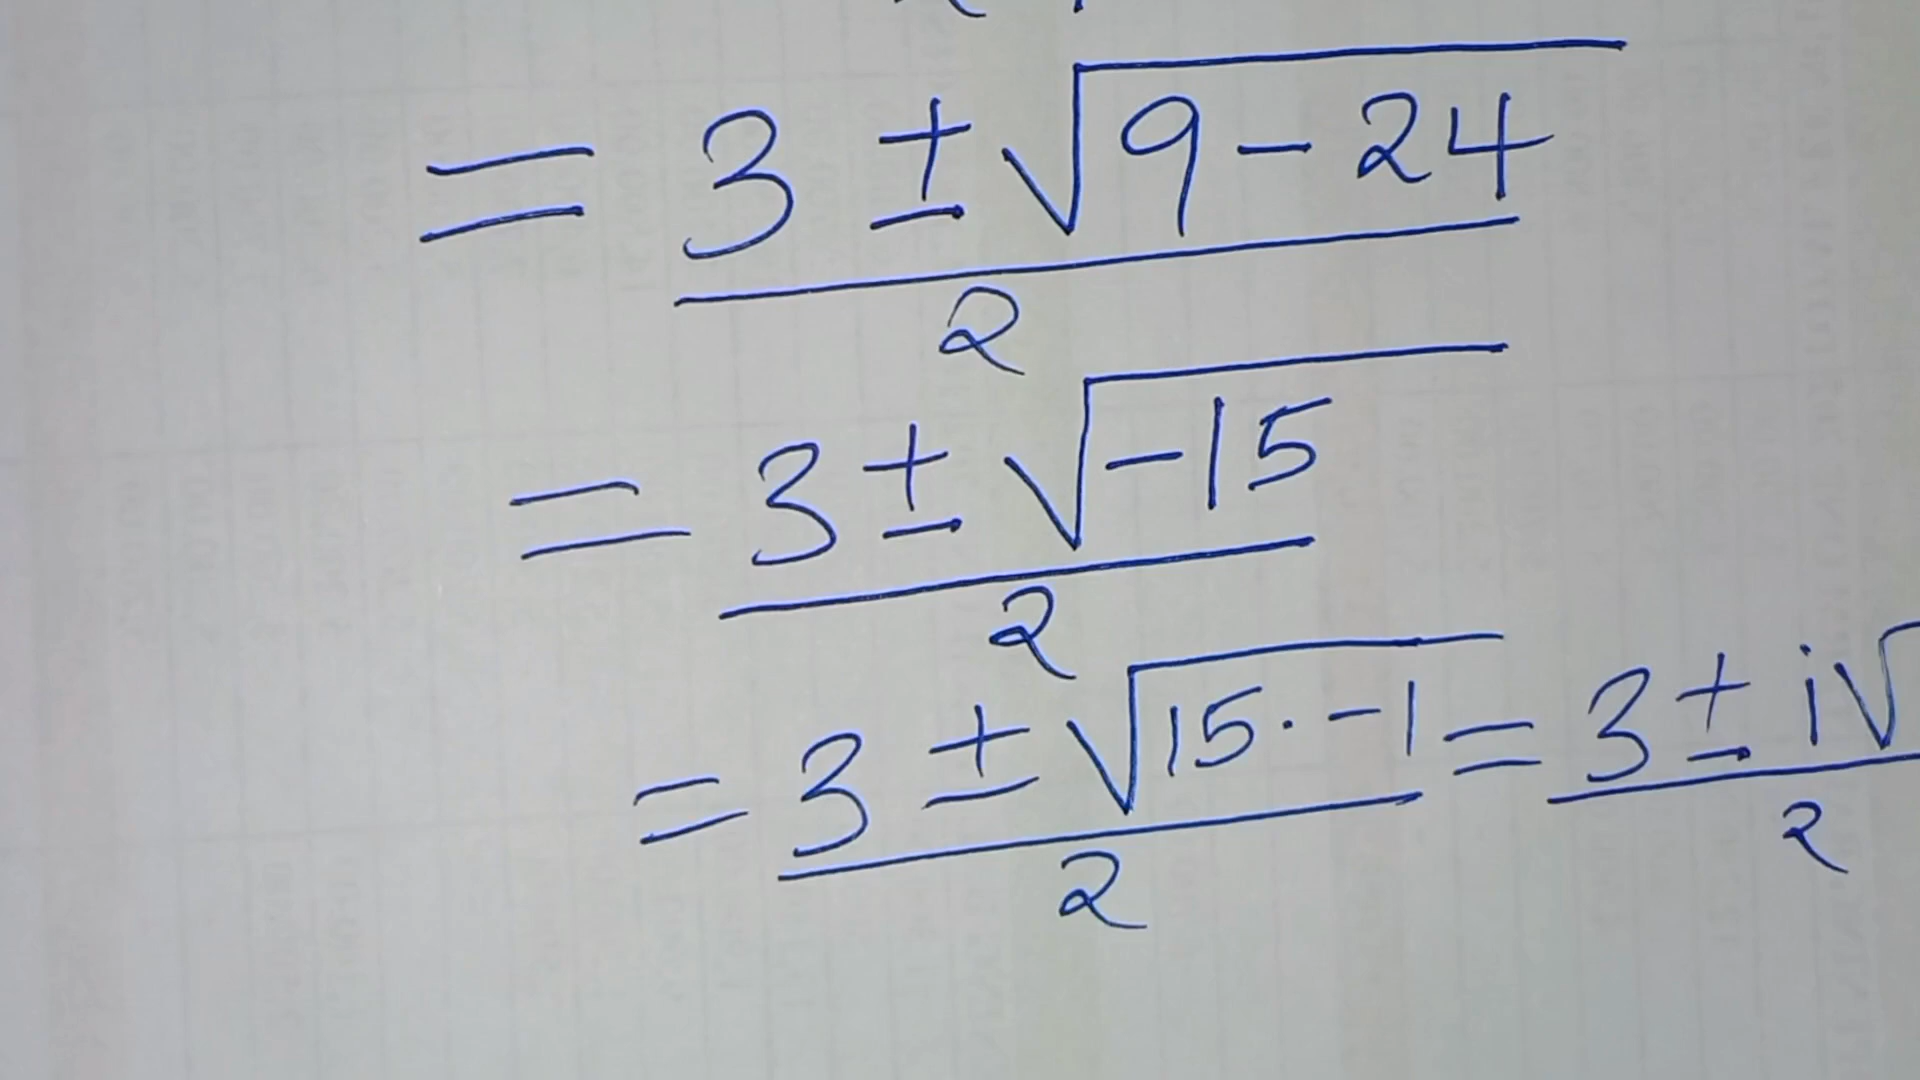 = 3 ± √9 - 24
2
= 3 ± √-15
2
= 3 ± √15 · -1 = 3 ± i√
2 2